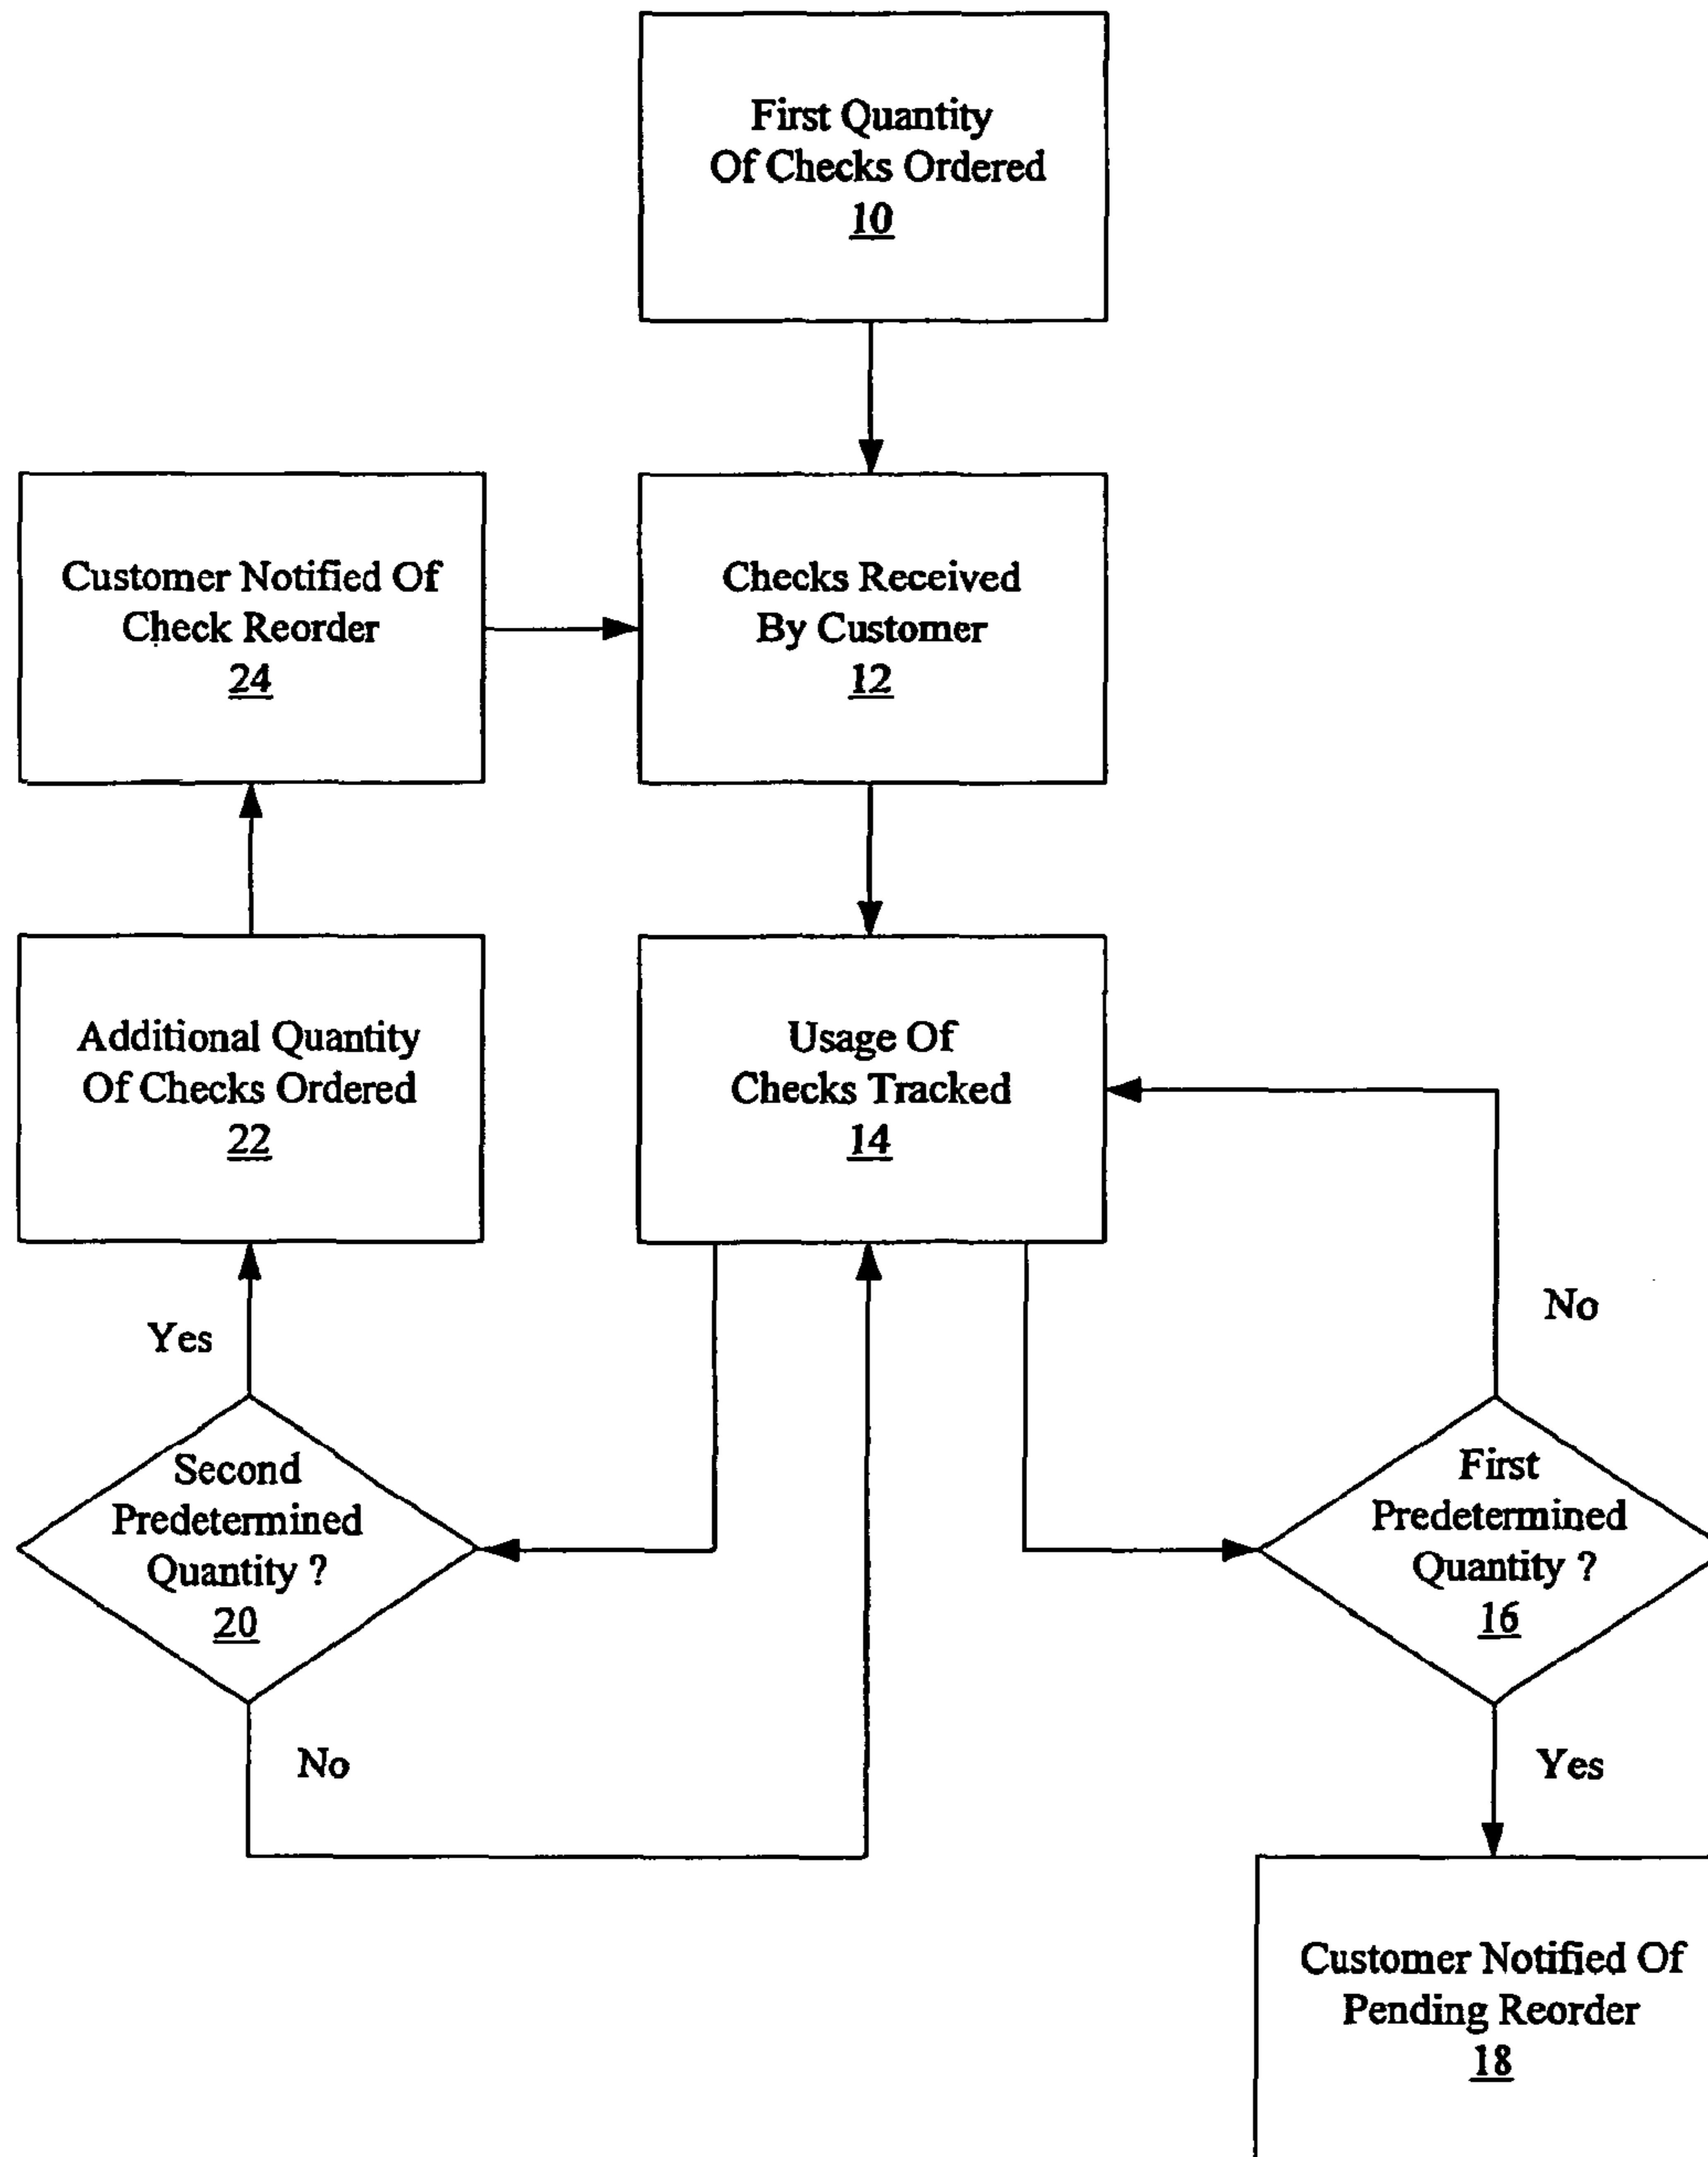 First Quantity
Of Checks Ordered
10
Customer Notified Of
Check Reorder
24
Checks Received
By Customer
12
Additional Quantity
Of Checks Ordered
22
Usage Of
Checks Tracked
14
Yes
No
Second
Predetermined
Quantity ?
20
First
Predetermined
Quantity ?
16
No
Yes
Customer Notified Of
Pending Reorder
18